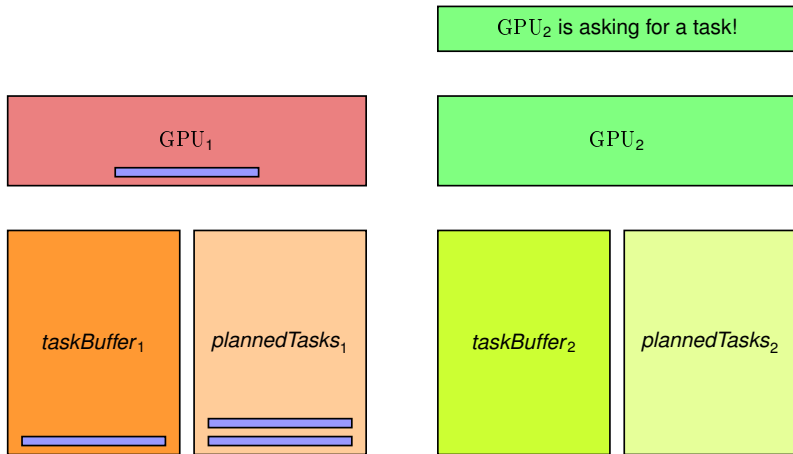 GPU₂ is asking for a task!
GPU₁
GPU₂
taskBuffer₁
plannedTasks₁
taskBuffer₂
plannedTasks₂